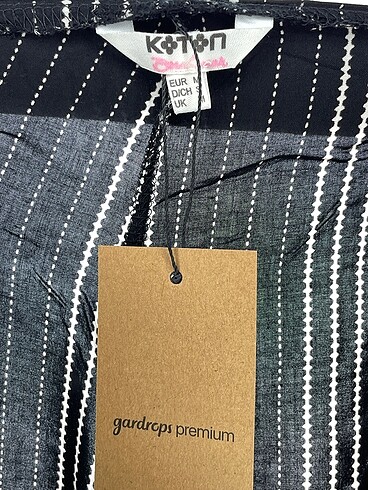 KOTON
EUR M
D/CH S
UK M
gardrops premium